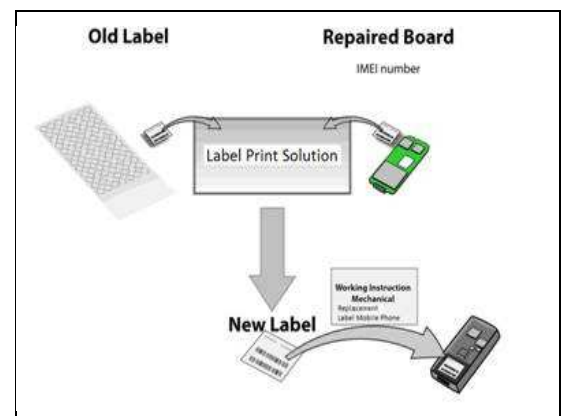 Old Label
Repaired Board
IMEI number
Label Print Solution
Working Instruction
Mechanical
Replacement
Label Mobile Phone
New Label